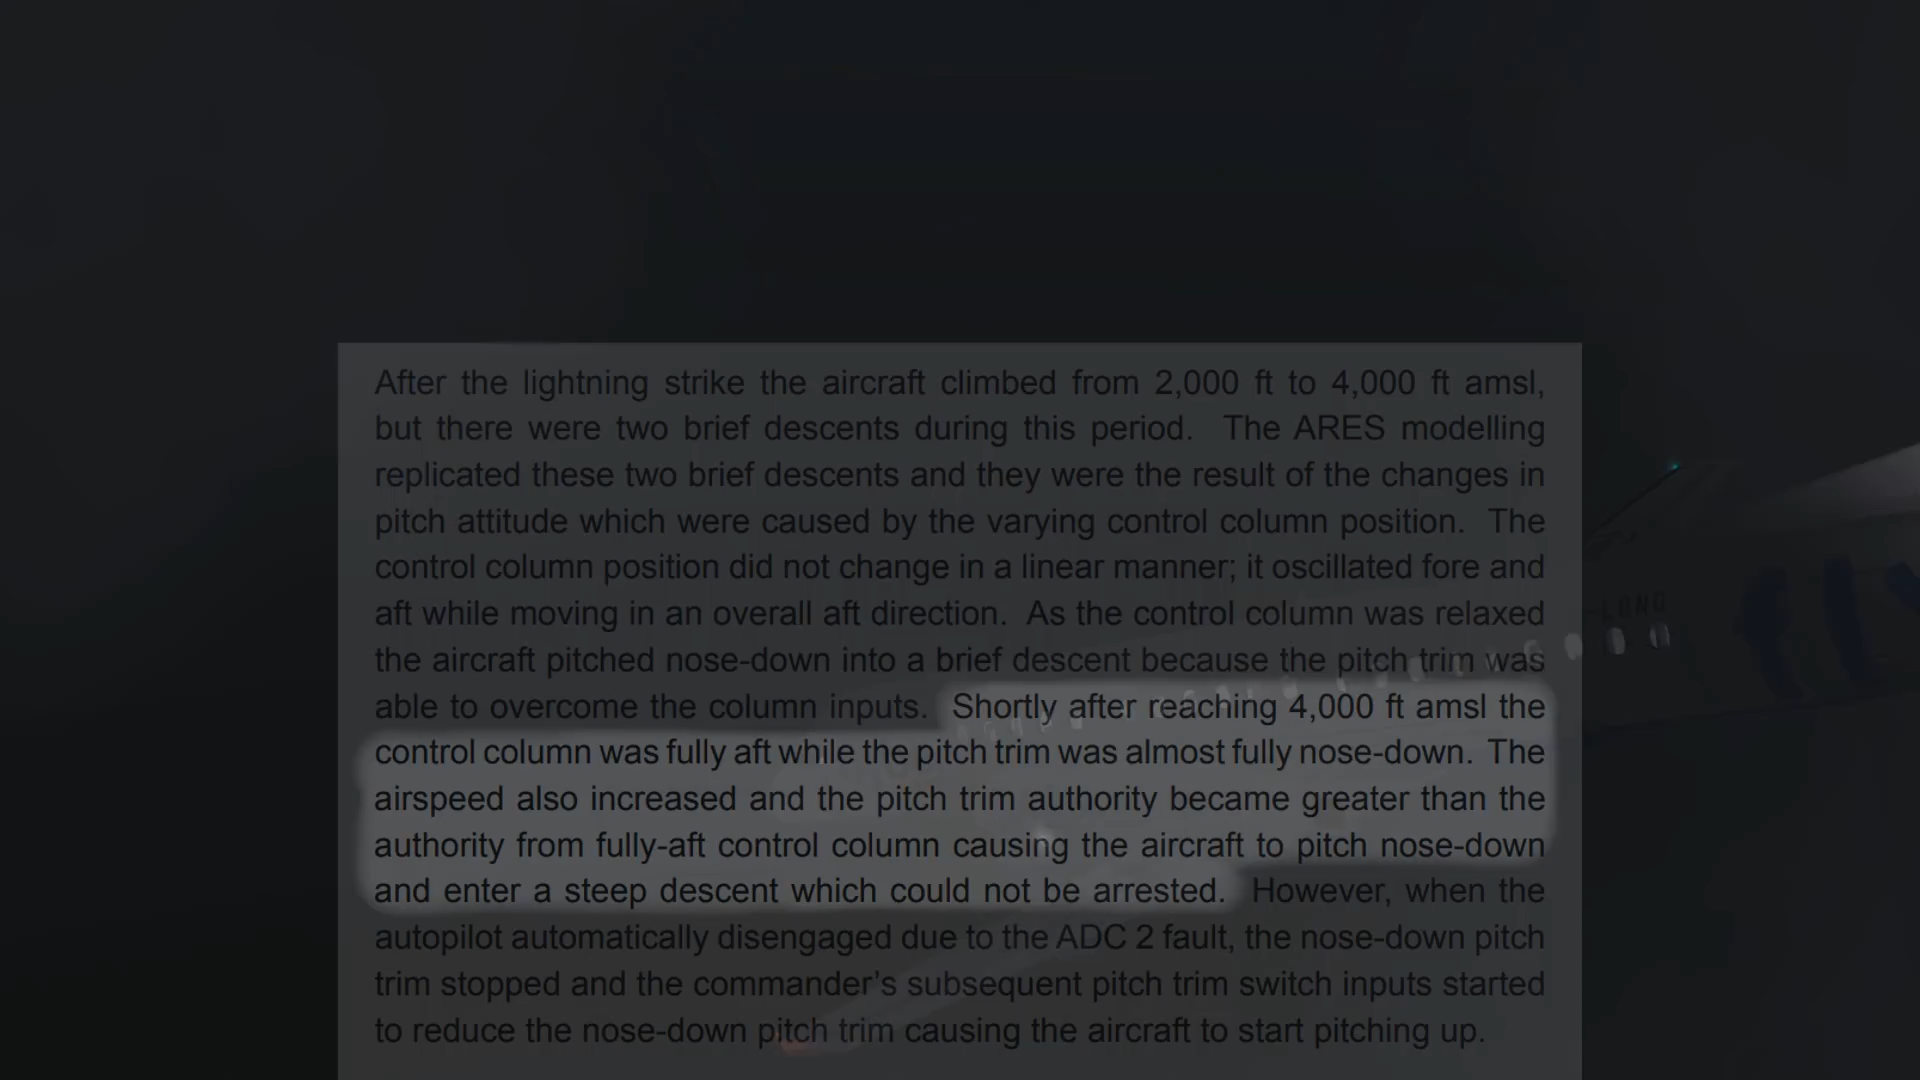 After the lightning strike the aircraft climbed from 2,000 ft to 4,000 ft amsl,
but there were two brief descents during this period. The ARES modelling
replicated these two brief descents and they were the result of the changes in
pitch attitude which were caused by the varying control column position. The
control column position did not change in a linear manner; it oscillated fore and
aft while moving in an overall aft direction. As the control column was relaxed
the aircraft pitched nose-down into a brief descent because the pitch trim was
able to overcome the column inputs. Shortly after reaching 4,000 ft amsl the
control column was fully aft while the pitch trim was almost fully nose-down. The
airspeed also increased and the pitch trim authority became greater than the
authority from fully-aft control column causing the aircraft to pitch nose-down
and enter a steep descent which could not be arrested. However, when the
autopilot automatically disengaged due to the ADC 2 fault, the nose-down pitch
trim stopped and the commander's subsequent pitch trim switch inputs started
to reduce the nose-down pitch trim causing the aircraft to start pitching up.